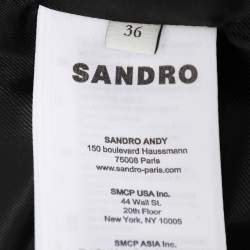 36
SANDRO
SANDRO ANDY
150 boulevard Haussmann
75008 Paris
www.sandro-paris.com
SMCP USA Inc.
44 Wall St.
20th Floor
New York, NY 10005
SMCP ASIA Inc.